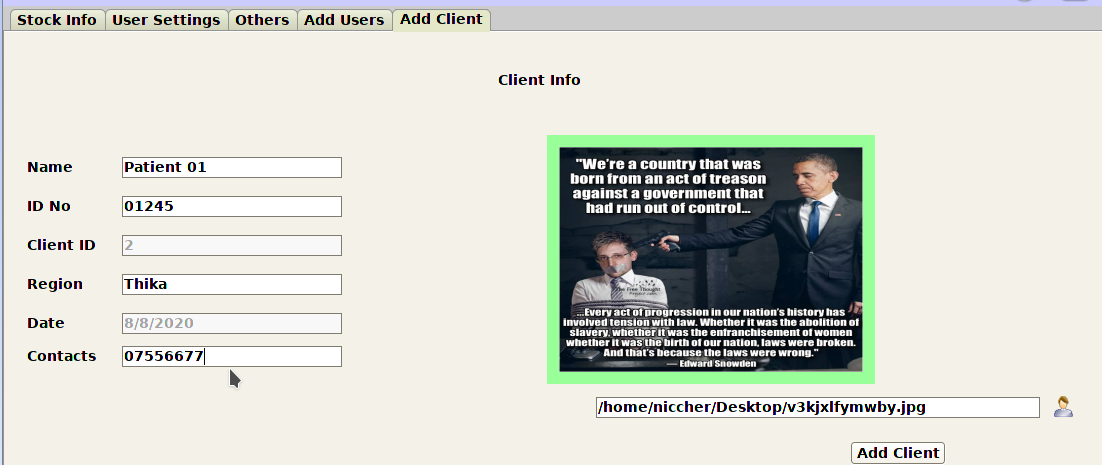 Stock Info User Settings Others Add Users Add Client
Client Info
Name Patient 01
ID No 01245
Client ID 2
Region Thika
Date 8/8/2020
Contacts 07556677
"We're a country that was
born from an act of treason
against a government that
had run out of control...
The Free Thought
Project.com
...Every act of progression in our nation's history has
involved tension with law. Whether it was the abolition of
slavery, whether it was the enfranchisement of women
whether it was the birth of our nation, laws were broken.
And that's because the laws were wrong."
— Edward Snowden
/home/niccher/Desktop/v3kjxlfymwby.jpg
Add Client